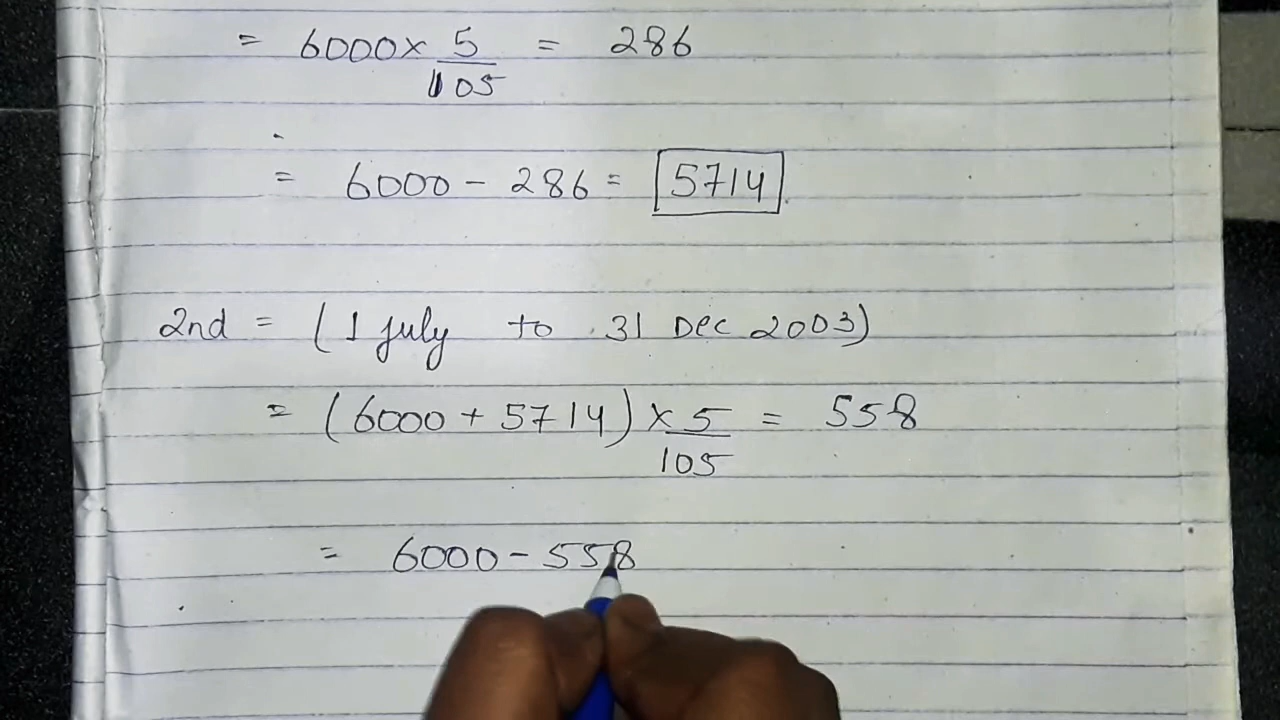 = 6000 × 5/105 = 286
= 6000 - 286 = 5714
2nd = (1 July to 31 Dec 2003)
= (6000 + 5714) × 5/105 = 558
= 6000 - 558